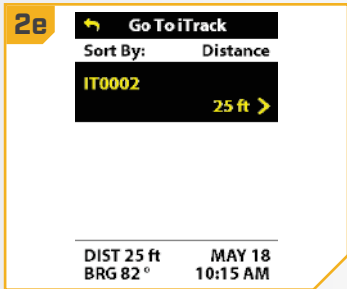 2e
Go To iTrack
Sort By: Distance
IT0002
25 ft
DIST 25 ft MAY 18
BRG 82° 10:15 AM